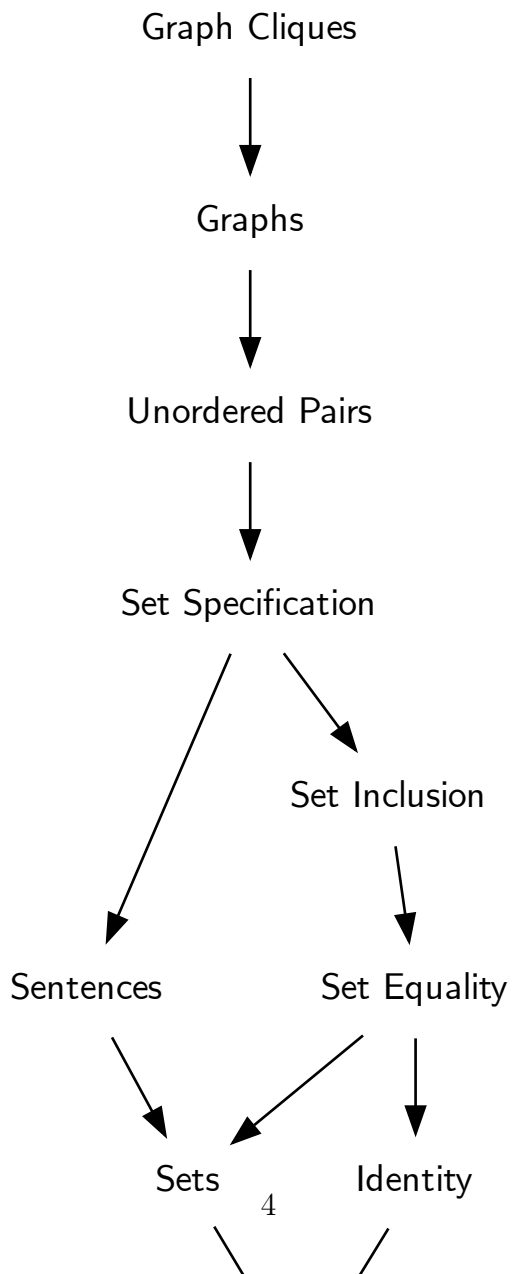 Graph Cliques
Graphs
Unordered Pairs
Set Specification
Set Inclusion
Sentences Set Equality
Sets Identity
4